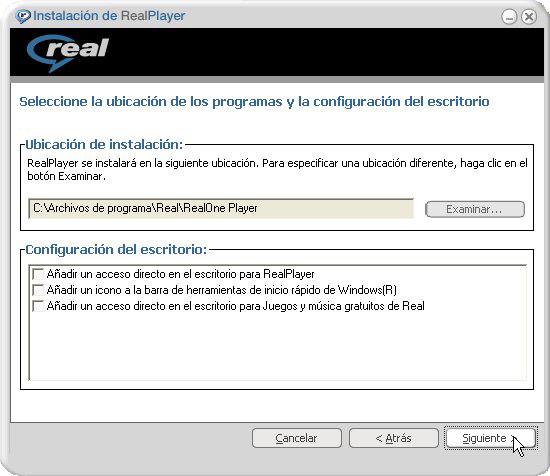 Instalación de RealPlayer
real
Seleccione la ubicación de los programas y la configuración del escritorio
Ubicación de instalación:
RealPlayer se instalará en la siguiente ubicación. Para especificar una ubicación diferente, haga clic en el
botón Examinar.
C:\Archivos de programa\Real\RealOne Player
Examinar...
Configuración del escritorio:
Añadir un acceso directo en el escritorio para RealPlayer
Añadir un icono a la barra de herramientas de inicio rápido de Windows(R)
Añadir un acceso directo en el escritorio para Juegos y música gratuitos de Real
Cancelar
< Atrás
Siguiente >